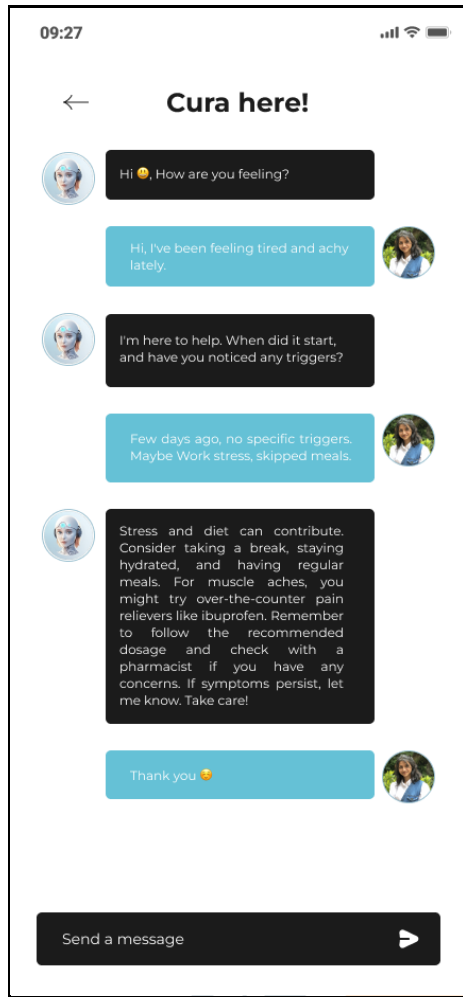 09:27
Cura here!
Hi 😃, How are you feeling?
Hi, I've been feeling tired and achy
lately.
I'm here to help. When did it start,
and have you noticed any triggers?
Few days ago, no specific triggers.
Maybe Work stress, skipped meals.
Stress and diet can contribute.
Consider taking a break, staying
hydrated, and having regular
meals. For muscle aches, you
might try over-the-counter pain
relievers like ibuprofen. Remember
to follow the recommended
dosage and check with a
pharmacist if you have any
concerns. If symptoms persist, let
me know. Take care!
Thank you 😊
Send a message